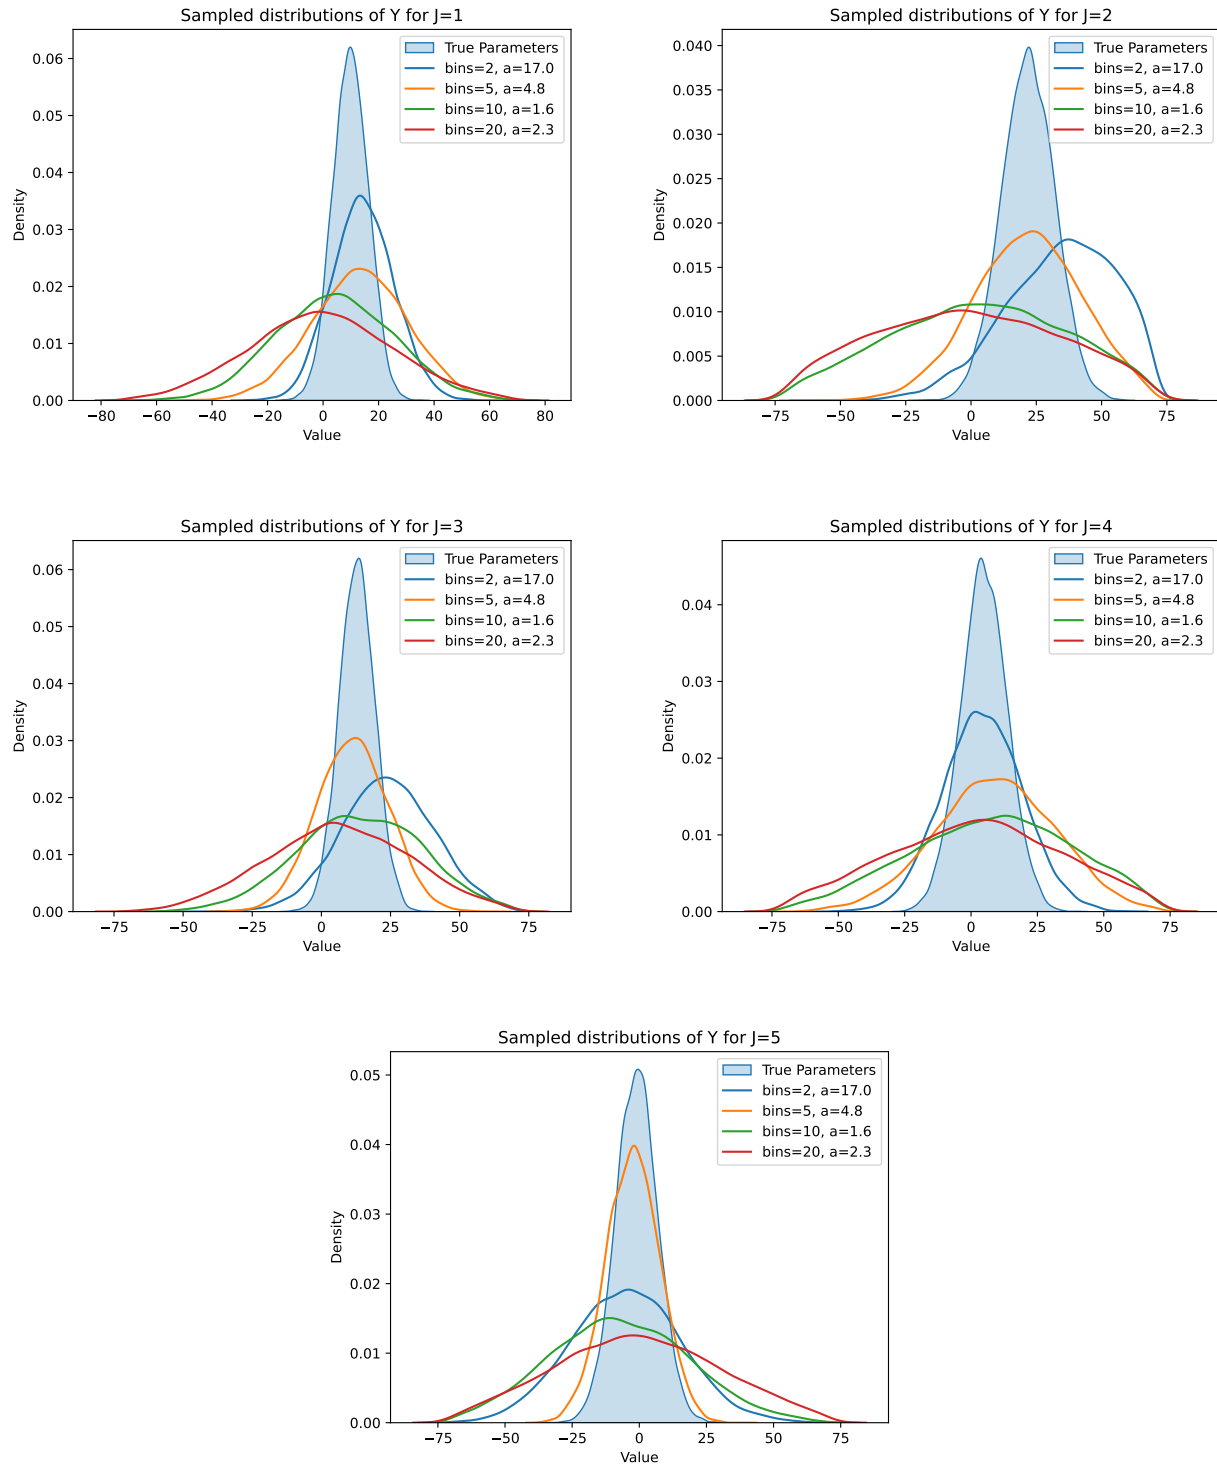 Sampled distributions of Y for J=1
Density
0.06
0.05
0.04
0.03
0.02
0.01
0.00
True Parameters
bins=2, a=17.0
bins=5, a=4.8
bins=10, a=1.6
bins=20, a=2.3
−80 −60 −40 −20 0 20 40 60 80
Value
Sampled distributions of Y for J=2
Density
0.040
0.035
0.030
0.025
0.020
0.015
0.010
0.005
0.000
True Parameters
bins=2, a=17.0
bins=5, a=4.8
bins=10, a=1.6
bins=20, a=2.3
−75 −50 −25 0 25 50 75
Value
Sampled distributions of Y for J=3
Density
0.06
0.05
0.04
0.03
0.02
0.01
0.00
True Parameters
bins=2, a=17.0
bins=5, a=4.8
bins=10, a=1.6
bins=20, a=2.3
−75 −50 −25 0 25 50 75
Value
Sampled distributions of Y for J=4
Density
0.04
0.03
0.02
0.01
0.00
True Parameters
bins=2, a=17.0
bins=5, a=4.8
bins=10, a=1.6
bins=20, a=2.3
−75 −50 −25 0 25 50 75
Value
Sampled distributions of Y for J=5
Density
0.05
0.04
0.03
0.02
0.01
0.00
True Parameters
bins=2, a=17.0
bins=5, a=4.8
bins=10, a=1.6
bins=20, a=2.3
−75 −50 −25 0 25 50 75
Value